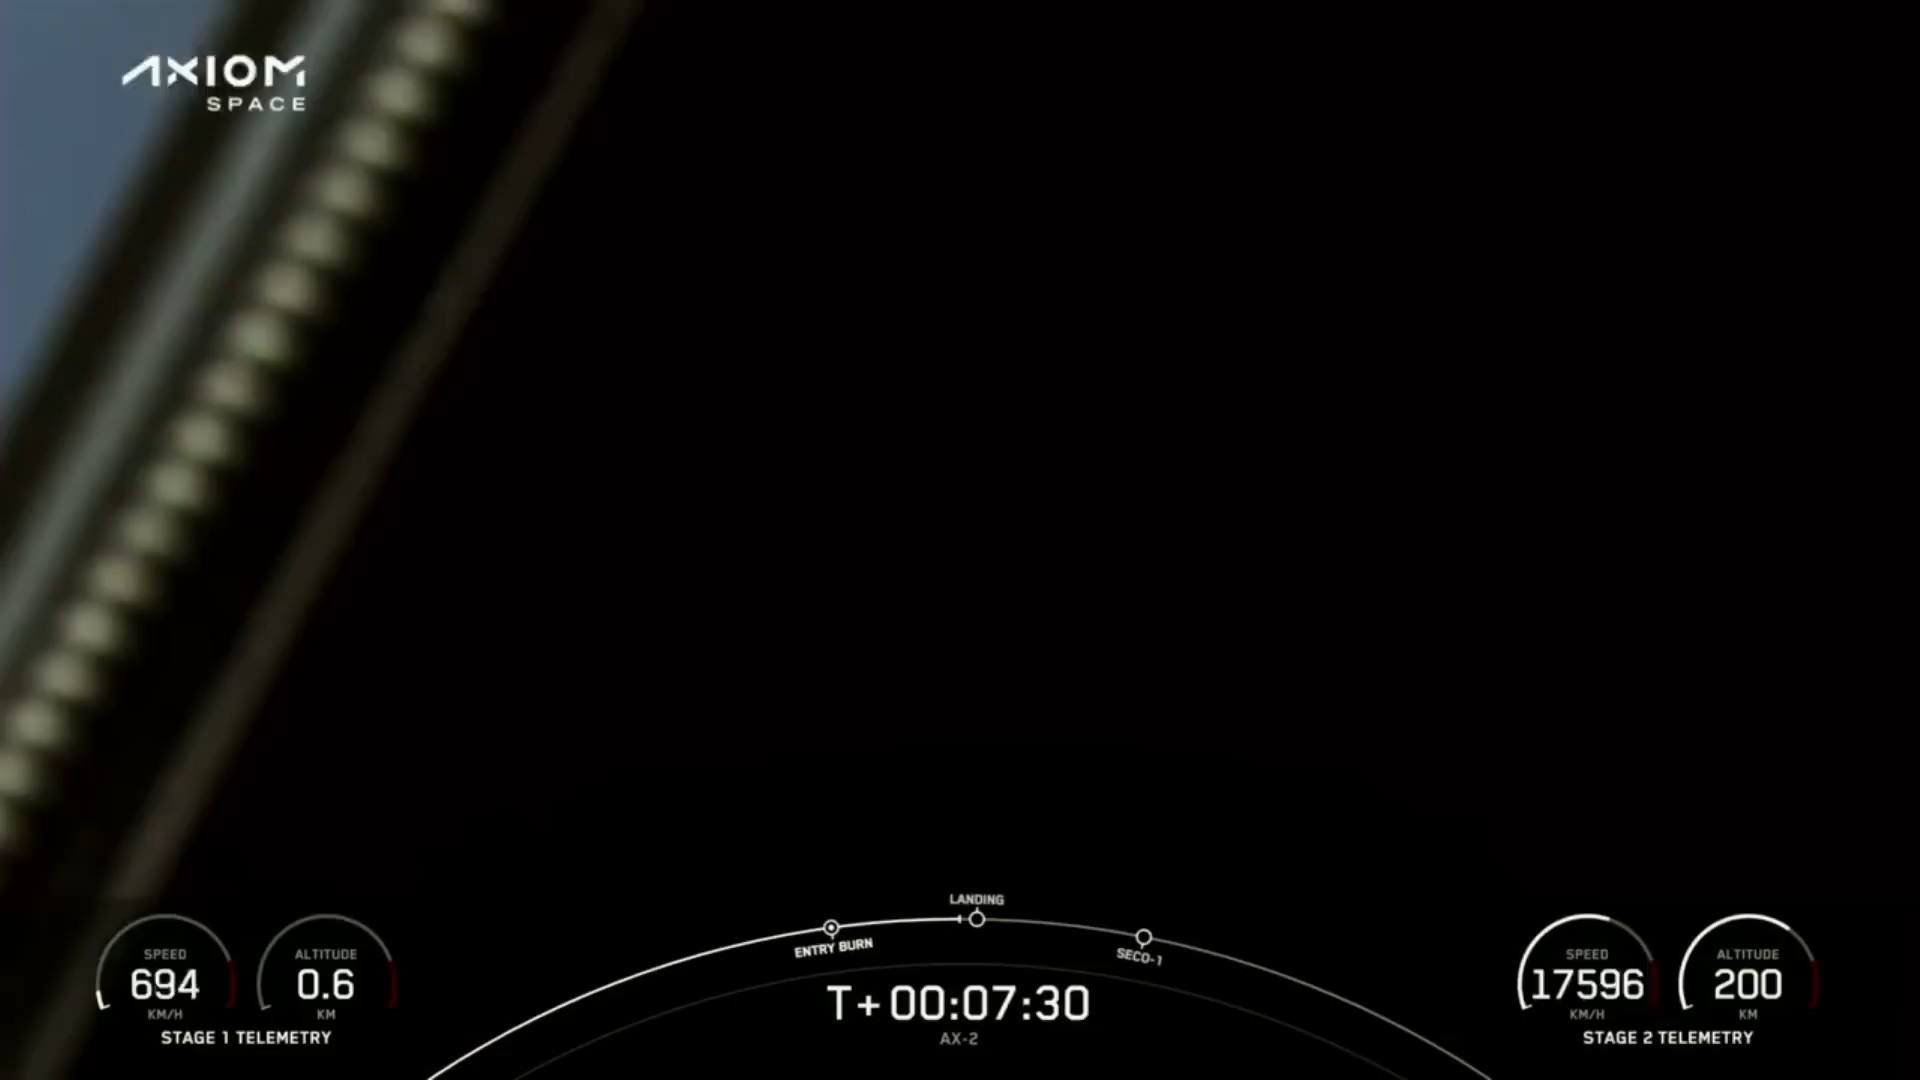 AXIOM
SPACE
LANDING
ENTRY BURN
SECO-1
SPEED
694
KM/H
ALTITUDE
0.6
KM
STAGE 1 TELEMETRY
T+00:07:30
AX-2
SPEED
17596
KM/H
ALTITUDE
200
KM
STAGE 2 TELEMETRY